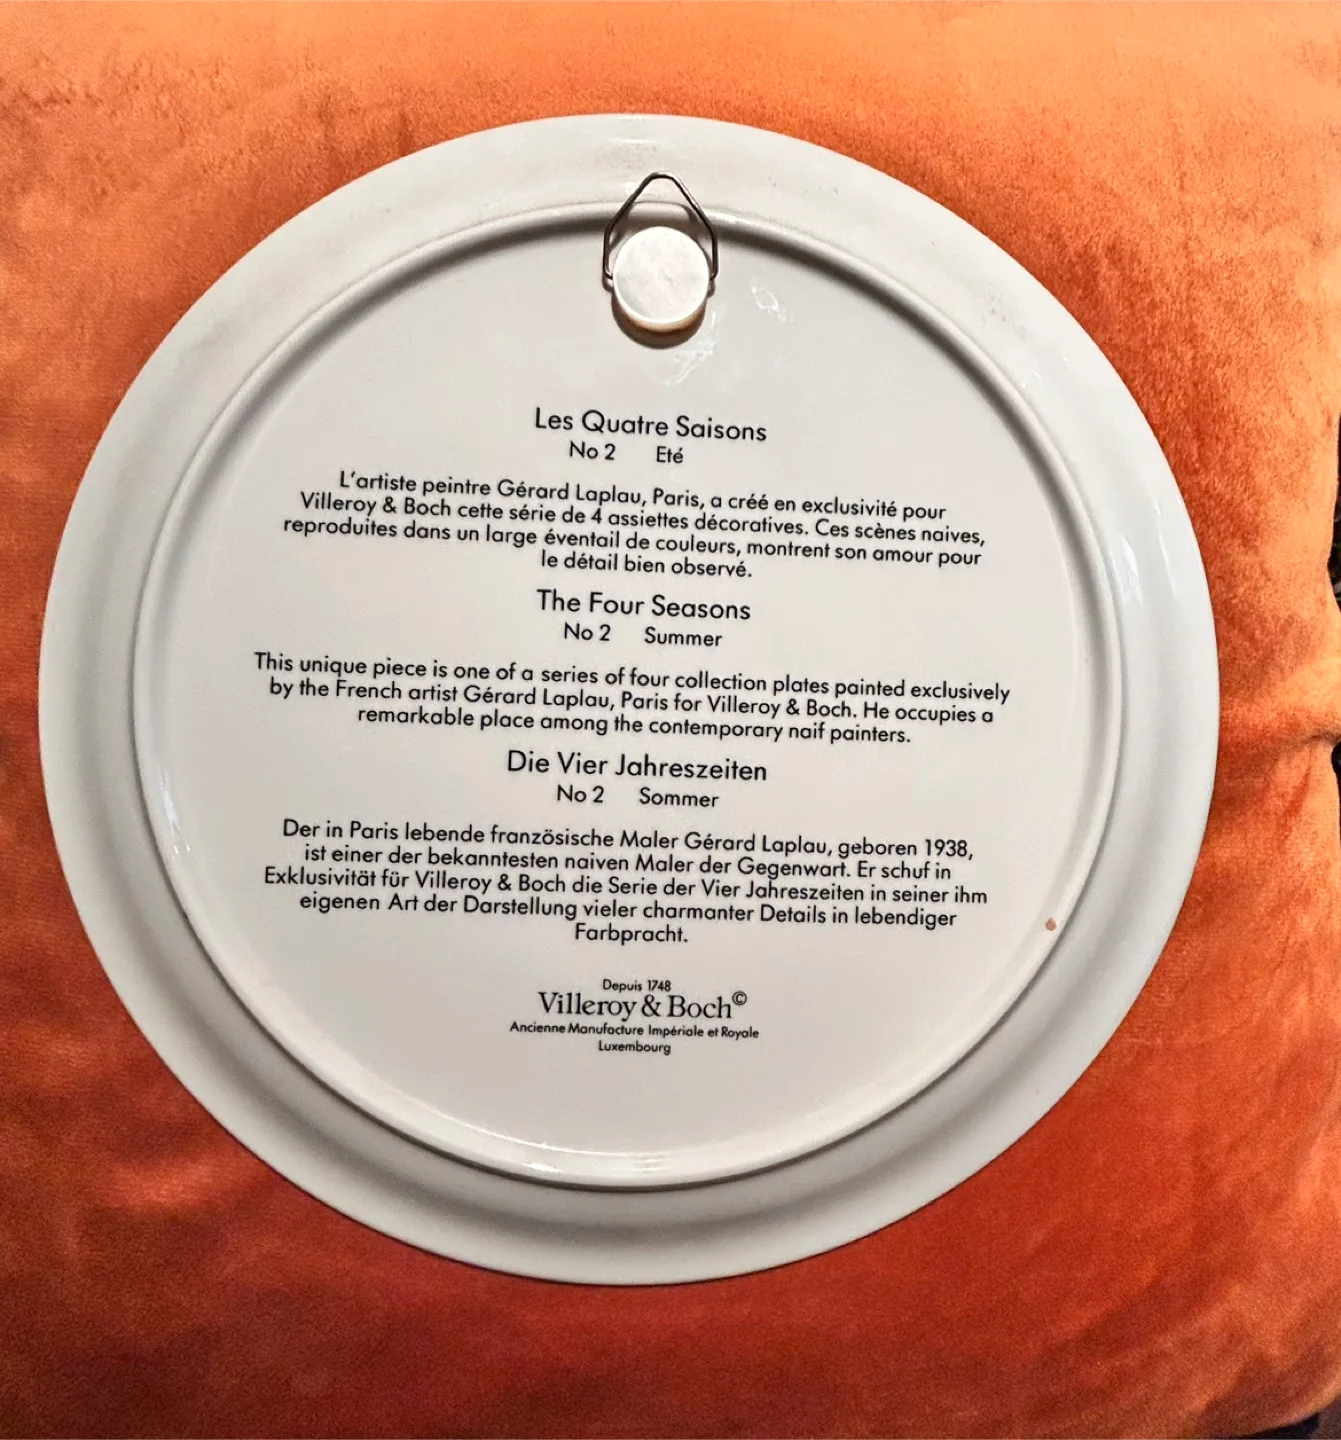 Les Quatre Saisons
No 2 Eté
L'artiste peintre Gérard Laplau, Paris, a créé en exclusivité pour
Villeroy & Boch cette série de 4 assiettes décoratives. Ces scènes naives,
reproduites dans un large éventail de couleurs, montrent son amour pour
le détail bien observé.
The Four Seasons
No 2 Summer
This unique piece is one of a series of four collection plates painted exclusively
by the French artist Gérard Laplau, Paris for Villeroy & Boch. He occupies a
remarkable place among the contemporary naif painters.
Die Vier Jahreszeiten
No 2 Sommer
Der in Paris lebende französische Maler Gérard Laplau, geboren 1938,
ist einer der bekanntesten naiven Maler der Gegenwart. Er schuf in
Exklusivität für Villeroy & Boch die Serie der Vier Jahreszeiten in seiner ihm
eigenen Art der Darstellung vieler charmanter Details in lebendiger
Farbpracht.
Depuis 1748
Villeroy & Boch©
Ancienne Manufacture Impériale et Royale
Luxembourg